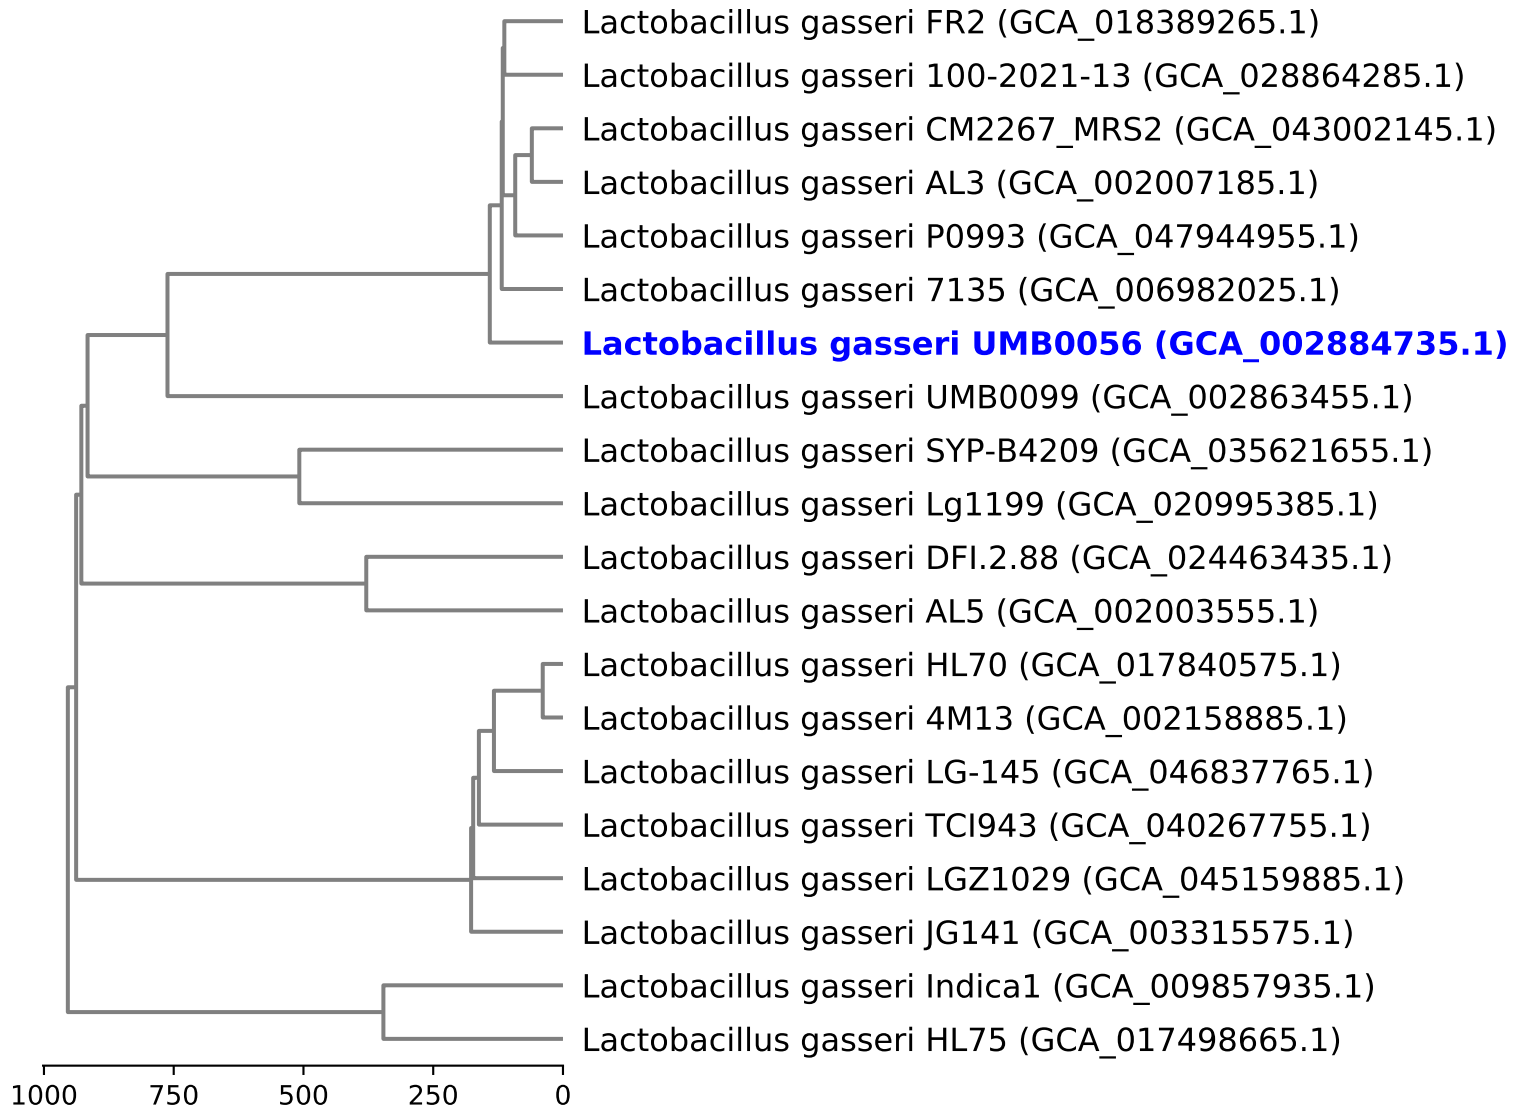 Lactobacillus gasseri FR2 (GCA_018389265.1)
Lactobacillus gasseri 100-2021-13 (GCA_028864285.1)
Lactobacillus gasseri CM2267_MRS2 (GCA_043002145.1)
Lactobacillus gasseri AL3 (GCA_002007185.1)
Lactobacillus gasseri P0993 (GCA_047944955.1)
Lactobacillus gasseri 7135 (GCA_006982025.1)
Lactobacillus gasseri UMB0056 (GCA_002884735.1)
Lactobacillus gasseri UMB0099 (GCA_002863455.1)
Lactobacillus gasseri SYP-B4209 (GCA_035621655.1)
Lactobacillus gasseri Lg1199 (GCA_020995385.1)
Lactobacillus gasseri DFI.2.88 (GCA_024463435.1)
Lactobacillus gasseri AL5 (GCA_002003555.1)
Lactobacillus gasseri HL70 (GCA_017840575.1)
Lactobacillus gasseri 4M13 (GCA_002158885.1)
Lactobacillus gasseri LG-145 (GCA_046837765.1)
Lactobacillus gasseri TCI943 (GCA_040267755.1)
Lactobacillus gasseri LGZ1029 (GCA_045159885.1)
Lactobacillus gasseri JG141 (GCA_003315575.1)
Lactobacillus gasseri Indica1 (GCA_009857935.1)
Lactobacillus gasseri HL75 (GCA_017498665.1)
1000 750 500 250 0